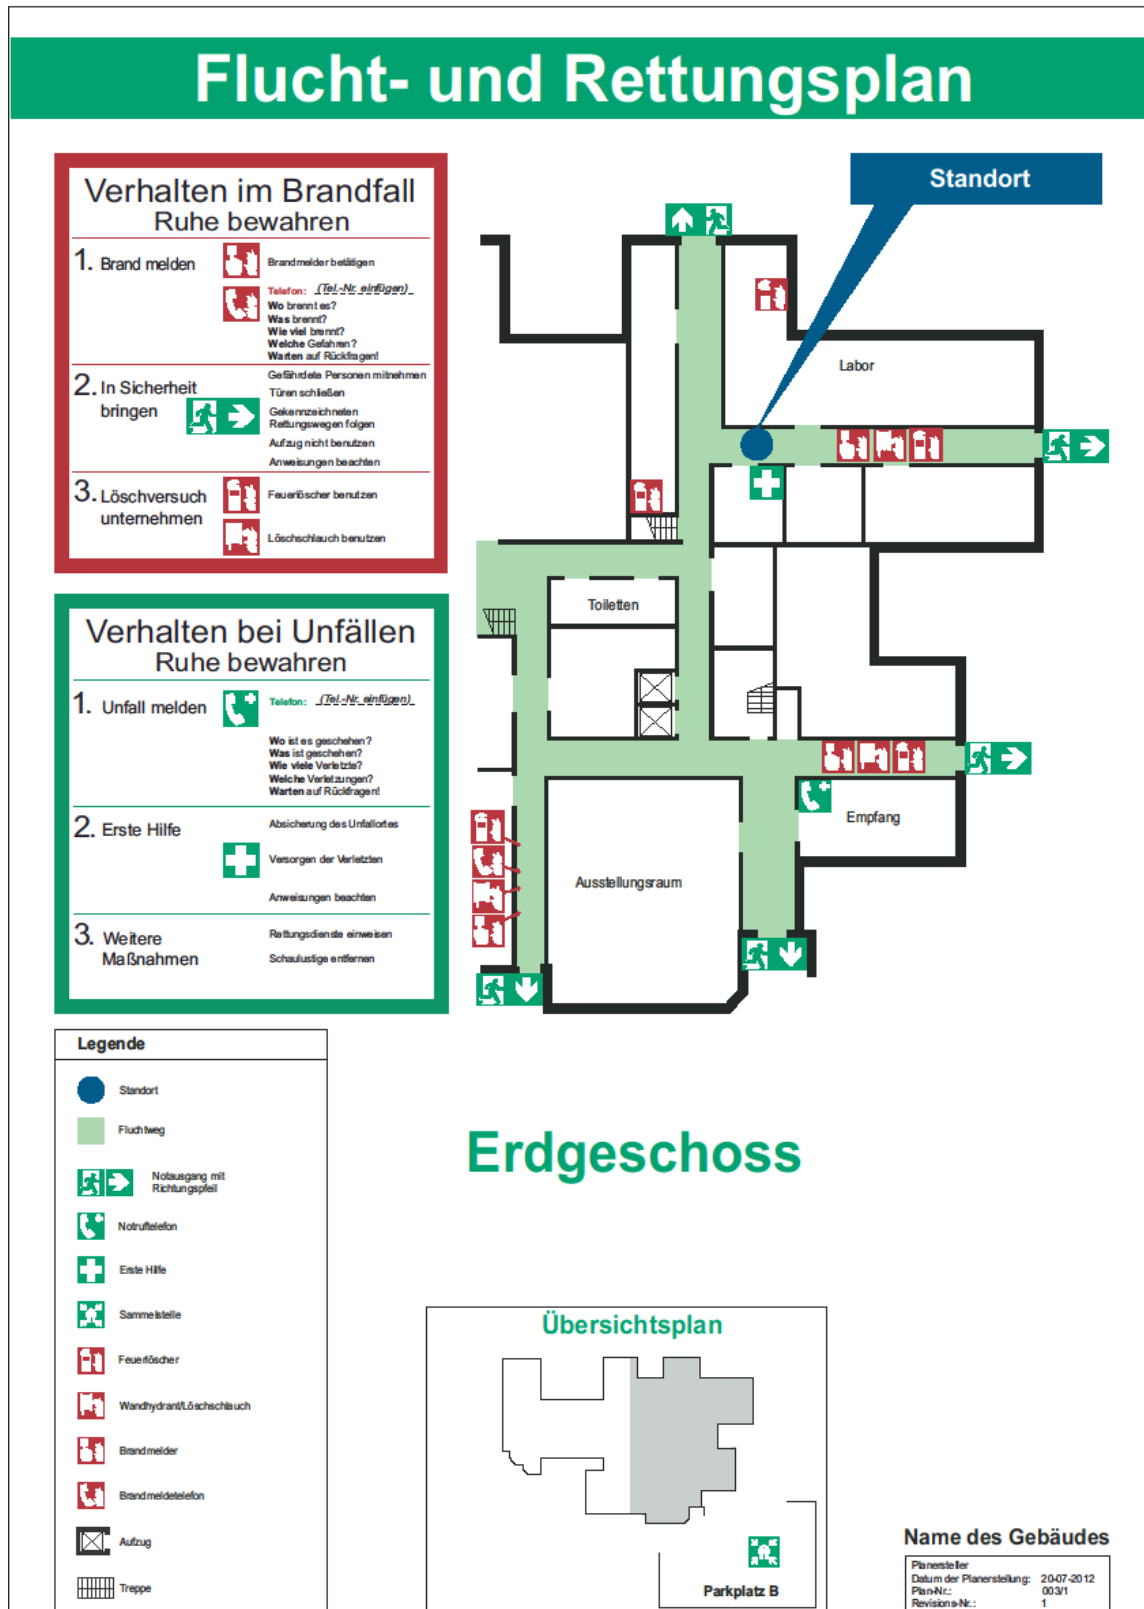 Flucht- und Rettungsplan
Verhalten im Brandfall
Ruhe bewahren
1. Brand melden
Brandmelder betätigen
Telefon: (Tel.-Nr. einfügen)
Wo brennt es?
Was brennt?
Wie viel brennt?
Welche Gefahren?
Warten auf Rückfragen!
2. In Sicherheit
bringen
Gefährdete Personen mitnehmen
Türen schließen
Gekennzeichneten
Rettungswegen folgen
Aufzug nicht benutzen
Anweisungen beachten
3. Löschversuch
unternehmen
Feuerlöscher benutzen
Löschschlauch benutzen
Verhalten bei Unfällen
Ruhe bewahren
1. Unfall melden
Telefon: (Tel.-Nr. einfügen)
Wo ist es geschehen?
Was ist geschehen?
Wie viele Verletzte?
Welche Verletzungen?
Warten auf Rückfragen!
2. Erste Hilfe
Absicherung des Unfallortes
Versorgen der Verletzten
Anweisungen beachten
3. Weitere
Maßnahmen
Rettungsdienste einweisen
Schaulustige entfernen
Standort
Labor
Toiletten
Empfang
Ausstellungsraum
Legende
Standort
Fluchtweg
Notausgang mit
Richtungspfeil
Notruftelefon
Erste Hilfe
Sammelstelle
Feuerlöscher
Wandhydrant/Löschschlauch
Brandmelder
Brandmeldetelefon
Aufzug
Treppe
Erdgeschoss
Übersichtsplan
Parkplatz B
Name des Gebäudes
Planersteller
Datum der Planerstellung: 20-07-2012
Plan-Nr.: 003/1
Revisions-Nr.: 1